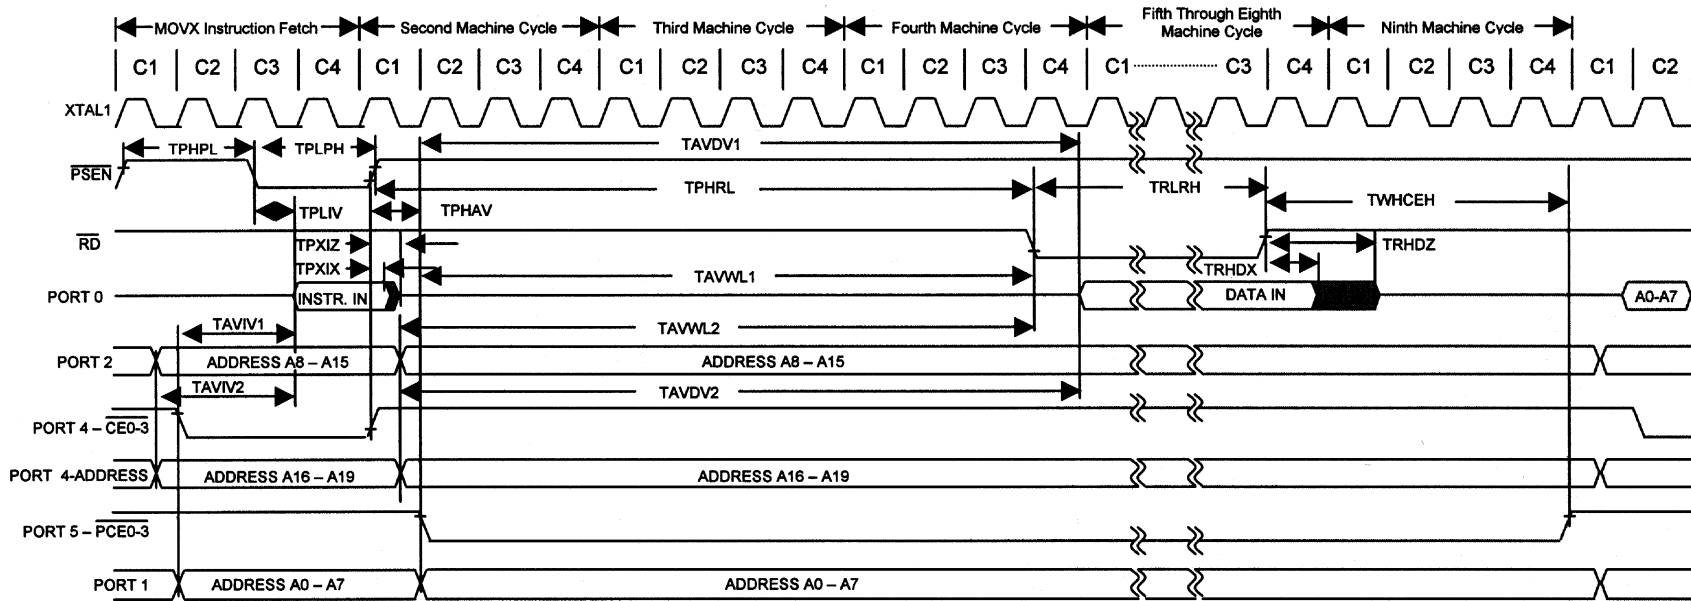 MOVX Instruction Fetch Second Machine Cycle Third Machine Cycle Fourth Machine Cycle Fifth Through Eighth Machine Cycle Ninth Machine Cycle
C1 C2 C3 C4 C1 C2 C3 C4 C1 C2 C3 C4 C1 C2 C3 C4 C1 C3 C4 C1 C2 C3 C4 C1 C2
XTAL1
TPHPL TPLPH TAVDV1
PSEN
TPHRL TRLRH
TPLIV TPHAV TWHCEH
RD TPXIZ TRHDZ
TPXIX TAVWL1 TRHDX
PORT 0 INSTR. IN DATA IN A0-A7
TAVIV1 TAVWL2
PORT 2 ADDRESS A8 – A15 ADDRESS A8 – A15
TAVIV2 TAVDV2
PORT 4 – CE0-3
PORT 4-ADDRESS ADDRESS A16 – A19 ADDRESS A16 – A19
PORT 5 – PCE0-3
PORT 1 ADDRESS A0 – A7 ADDRESS A0 – A7